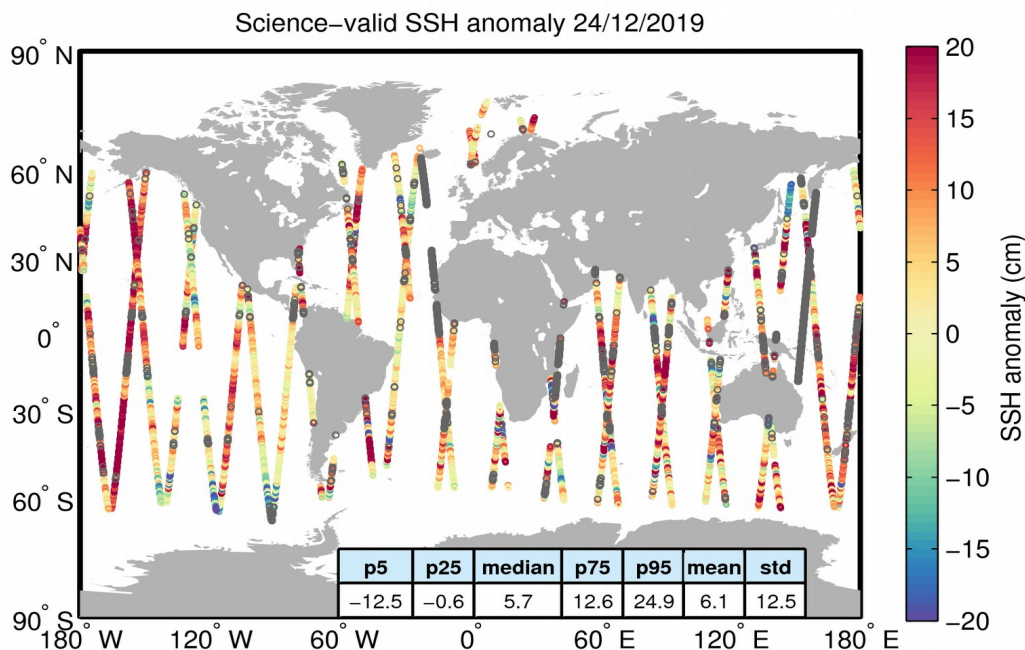 Science−valid SSH anomaly 24/12/2019
90° N
60° N
30° N
0°
30° S
60° S
90° S
180° W
120° W
60° W
0°
60° E
120° E
180° E
p5 p25 median p75 p95 mean std
−12.5 −0.6 5.7 12.6 24.9 6.1 12.5
20
15
10
5
0
−5
−10
−15
−20
SSH anomaly (cm)